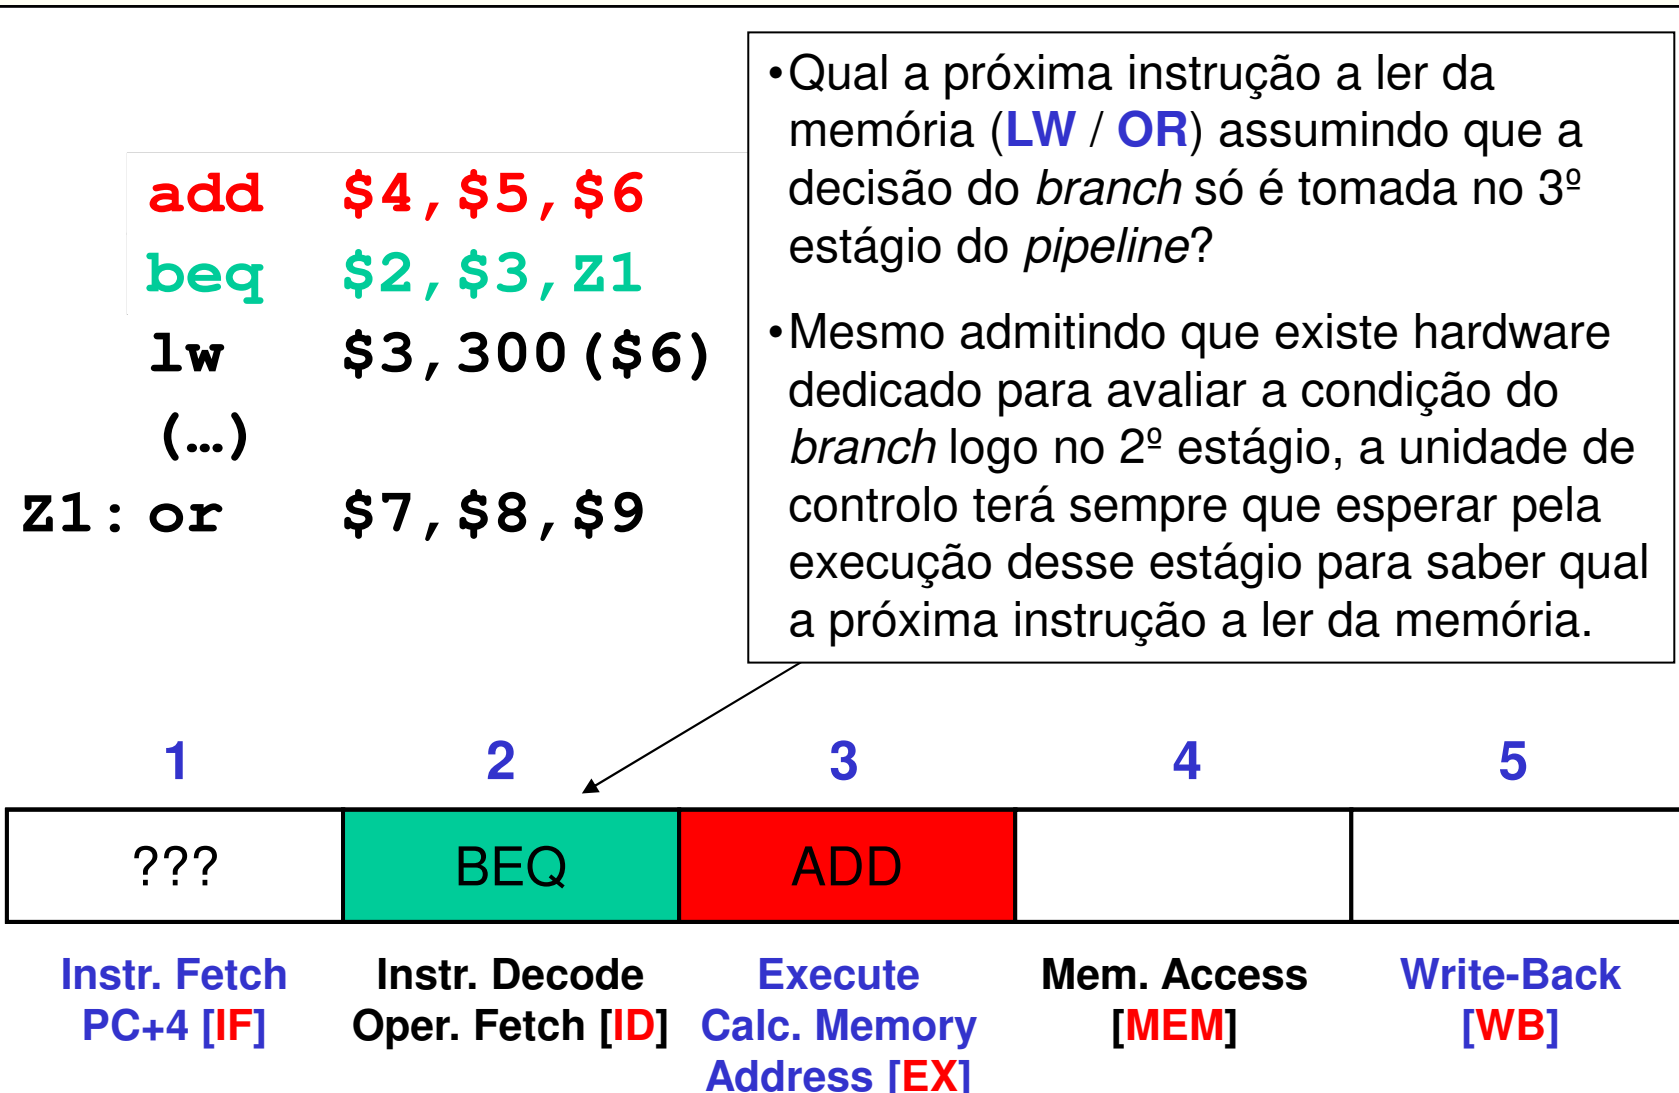 •Qual a próxima instrução a ler da
memória (LW / OR) assumindo que a
decisão do branch só é tomada no 3º
estágio do pipeline?
•Mesmo admitindo que existe hardware
dedicado para avaliar a condição do
branch logo no 2º estágio, a unidade de
controlo terá sempre que esperar pela
execução desse estágio para saber qual
a próxima instrução a ler da memória.
add $4,$5,$6
beq $2,$3,Z1
lw $3,300($6)
(…)
Z1: or $7,$8,$9
1 2 3 4 5
??? BEQ ADD
Instr. Fetch
PC+4 [IF]
Instr. Decode
Oper. Fetch [ID]
Execute
Calc. Memory
Address [EX]
Mem. Access
[MEM]
Write-Back
[WB]